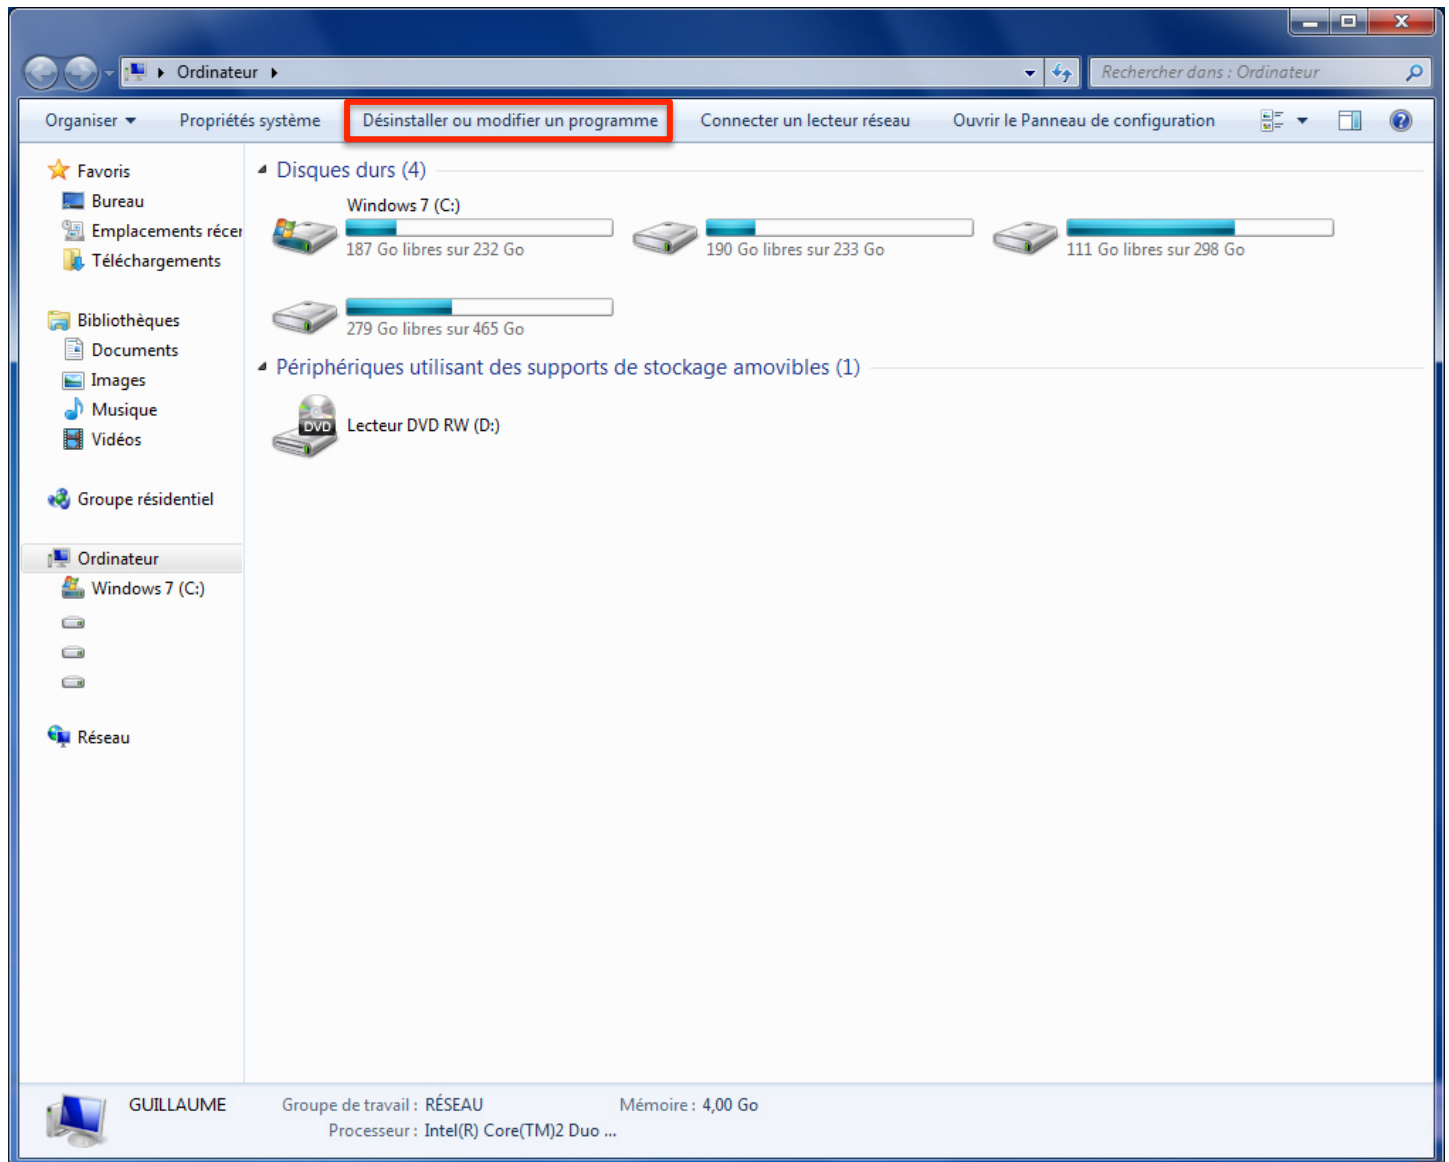 Ordinateur
Rechercher dans : Ordinateur
Organiser
Propriétés système
Désinstaller ou modifier un programme
Connecter un lecteur réseau
Ouvrir le Panneau de configuration
Favoris
Bureau
Emplacements récer
Téléchargements
Bibliothèques
Documents
Images
Musique
Vidéos
Groupe résidentiel
Ordinateur
Windows 7 (C:)
Réseau
Disques durs (4)
Windows 7 (C:)
187 Go libres sur 232 Go
190 Go libres sur 233 Go
111 Go libres sur 298 Go
279 Go libres sur 465 Go
Périphériques utilisant des supports de stockage amovibles (1)
DVD
Lecteur DVD RW (D:)
GUILLAUME
Groupe de travail : RÉSEAU
Mémoire : 4,00 Go
Processeur : Intel(R) Core(TM)2 Duo ...